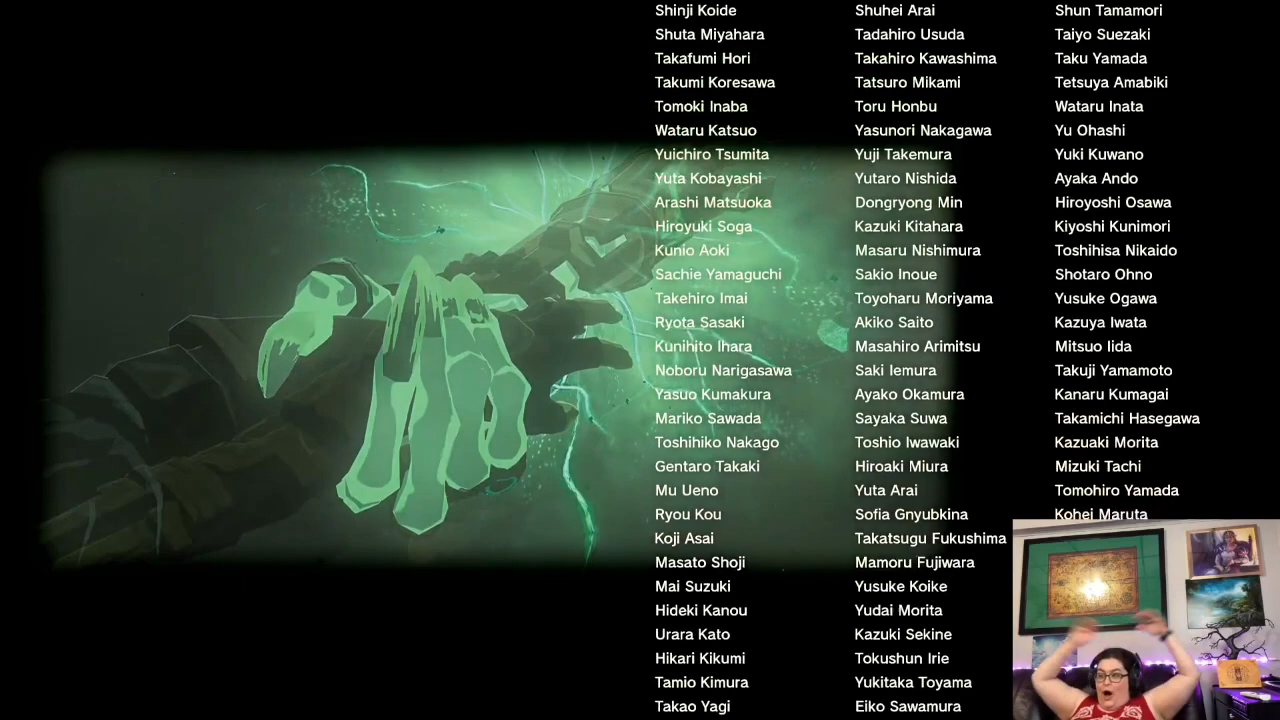 Shinji Koide Shuhei Arai Shun Tamamori
Shuta Miyahara Tadahiro Usuda Taiyo Suezaki
Takafumi Hori Takahiro Kawashima Taku Yamada
Takumi Koresawa Tatsuro Mikami Tetsuya Amabiki
Tomoki Inaba Toru Honbu Wataru Inata
Wataru Katsuo Yasunori Nakagawa Yu Ohashi
Yuichiro Tsumita Yuji Takemura Yuki Kuwano
Yuta Kobayashi Yutaro Nishida Ayaka Ando
Arashi Matsuoka Dongryong Min Hiroyoshi Osawa
Hiroyuki Soga Kazuki Kitahara Kiyoshi Kunimori
Kunio Aoki Masaru Nishimura Toshihisa Nikaido
Sachie Yamaguchi Sakio Inoue Shotaro Ohno
Takehiro Imai Toyoharu Moriyama Yusuke Ogawa
Ryota Sasaki Akiko Saito Kazuya Iwata
Kunihito Ihara Masahiro Arimitsu Mitsuo Iida
Noboru Narigasawa Saki Iemura Takuji Yamamoto
Yasuo Kumakura Ayako Okamura Kanaru Kumagai
Mariko Sawada Sayaka Suwa Takamichi Hasegawa
Toshihiko Nakago Toshio Iwawaki Kazuaki Morita
Gentaro Takaki Hiroaki Miura Mizuki Tachi
Mu Ueno Yuta Arai Tomohiro Yamada
Ryou Kou Sofia Gnyubkina Kohei Maruta
Koji Asai Takatsugu Fukushima
Masato Shoji Mamoru Fujiwara
Mai Suzuki Yusuke Koike
Hideki Kanou Yudai Morita
Urara Kato Kazuki Sekine
Hikari Kikumi Tokushun Irie
Tamio Kimura Yukitaka Toyama
Takao Yagi Eiko Sawamura